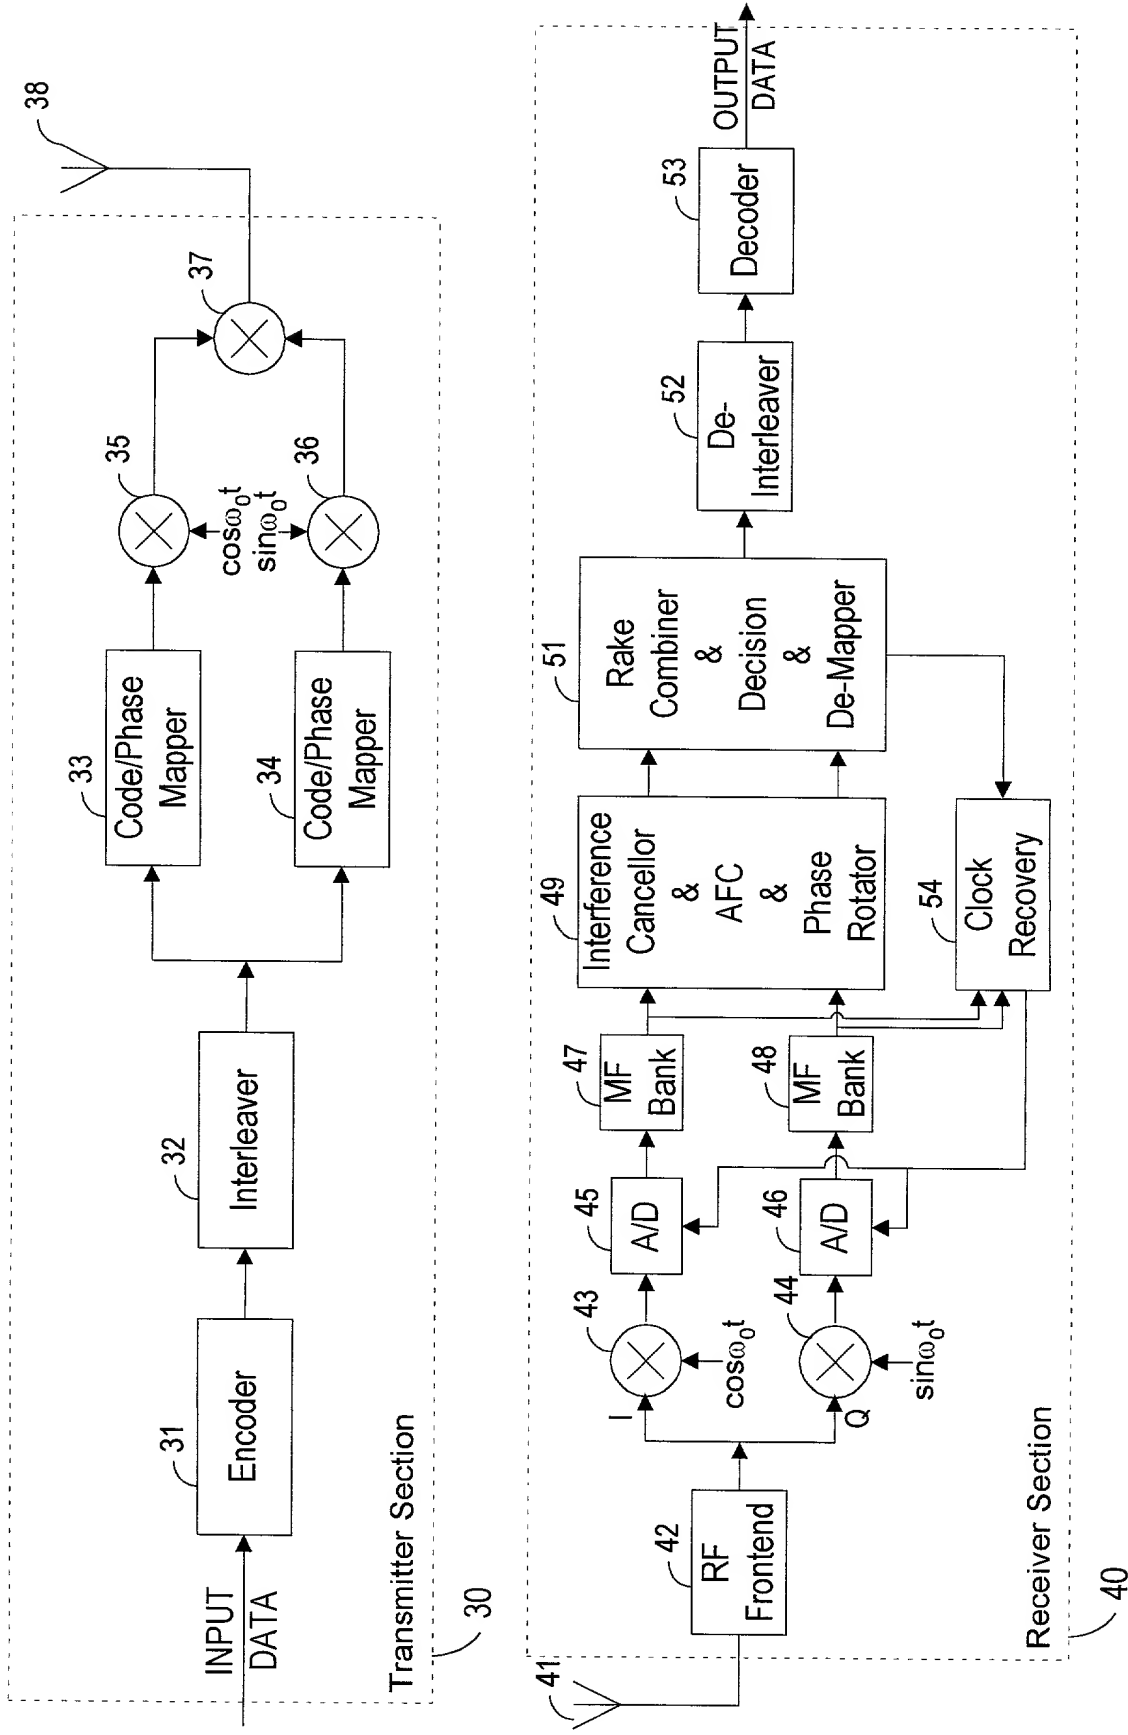 38
37
35
36
cosω₀t
sinω₀t
33
Code/Phase
Mapper
34
Code/Phase
Mapper
32
Interleaver
31
Encoder
INPUT
DATA
Transmitter Section
30
41
42
RF
Frontend
I
Q
43
cosω₀t
44
sinω₀t
45
A/D
46
A/D
47
MF
Bank
48
MF
Bank
49
Interference
Cancellor
&
AFC
&
Phase
Rotator
54
Clock
Recovery
51
Rake
Combiner
&
Decision
&
De-Mapper
52
De-
Interleaver
53
Decoder
OUTPUT
DATA
Receiver Section
40